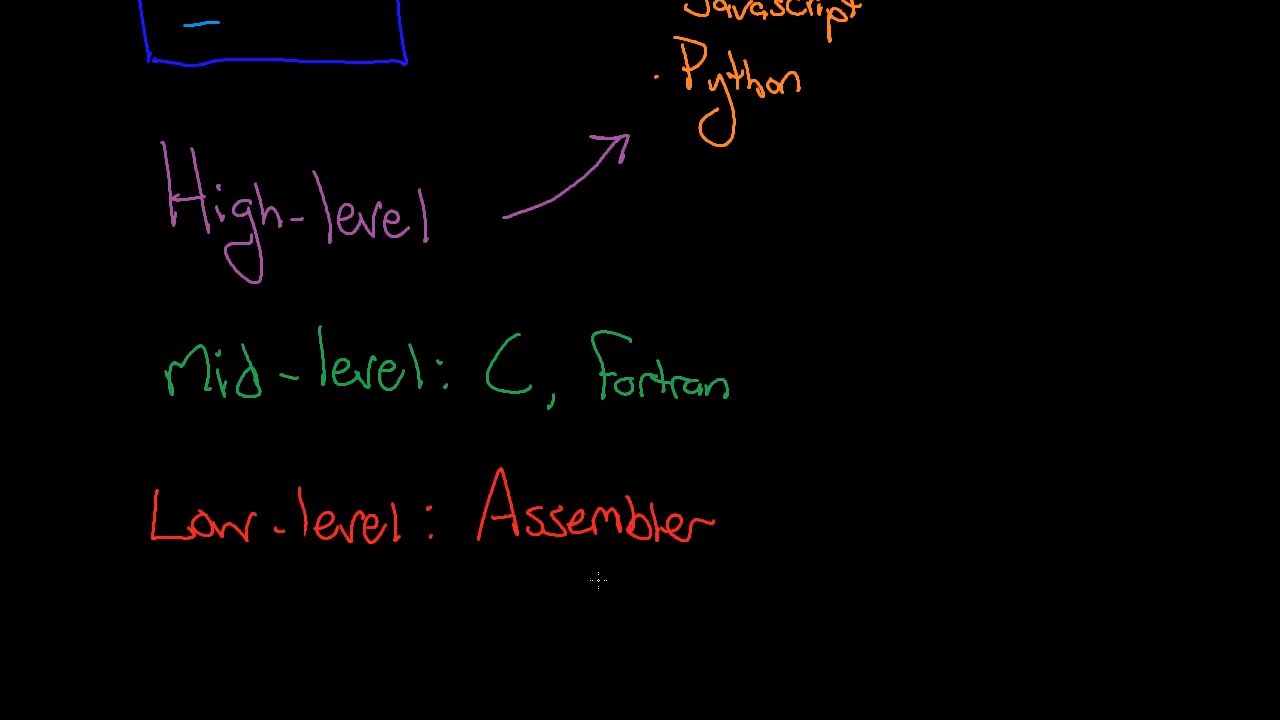 Javascript
. Python
High-level
Mid-level: C, Fortran
Low-level: Assembler